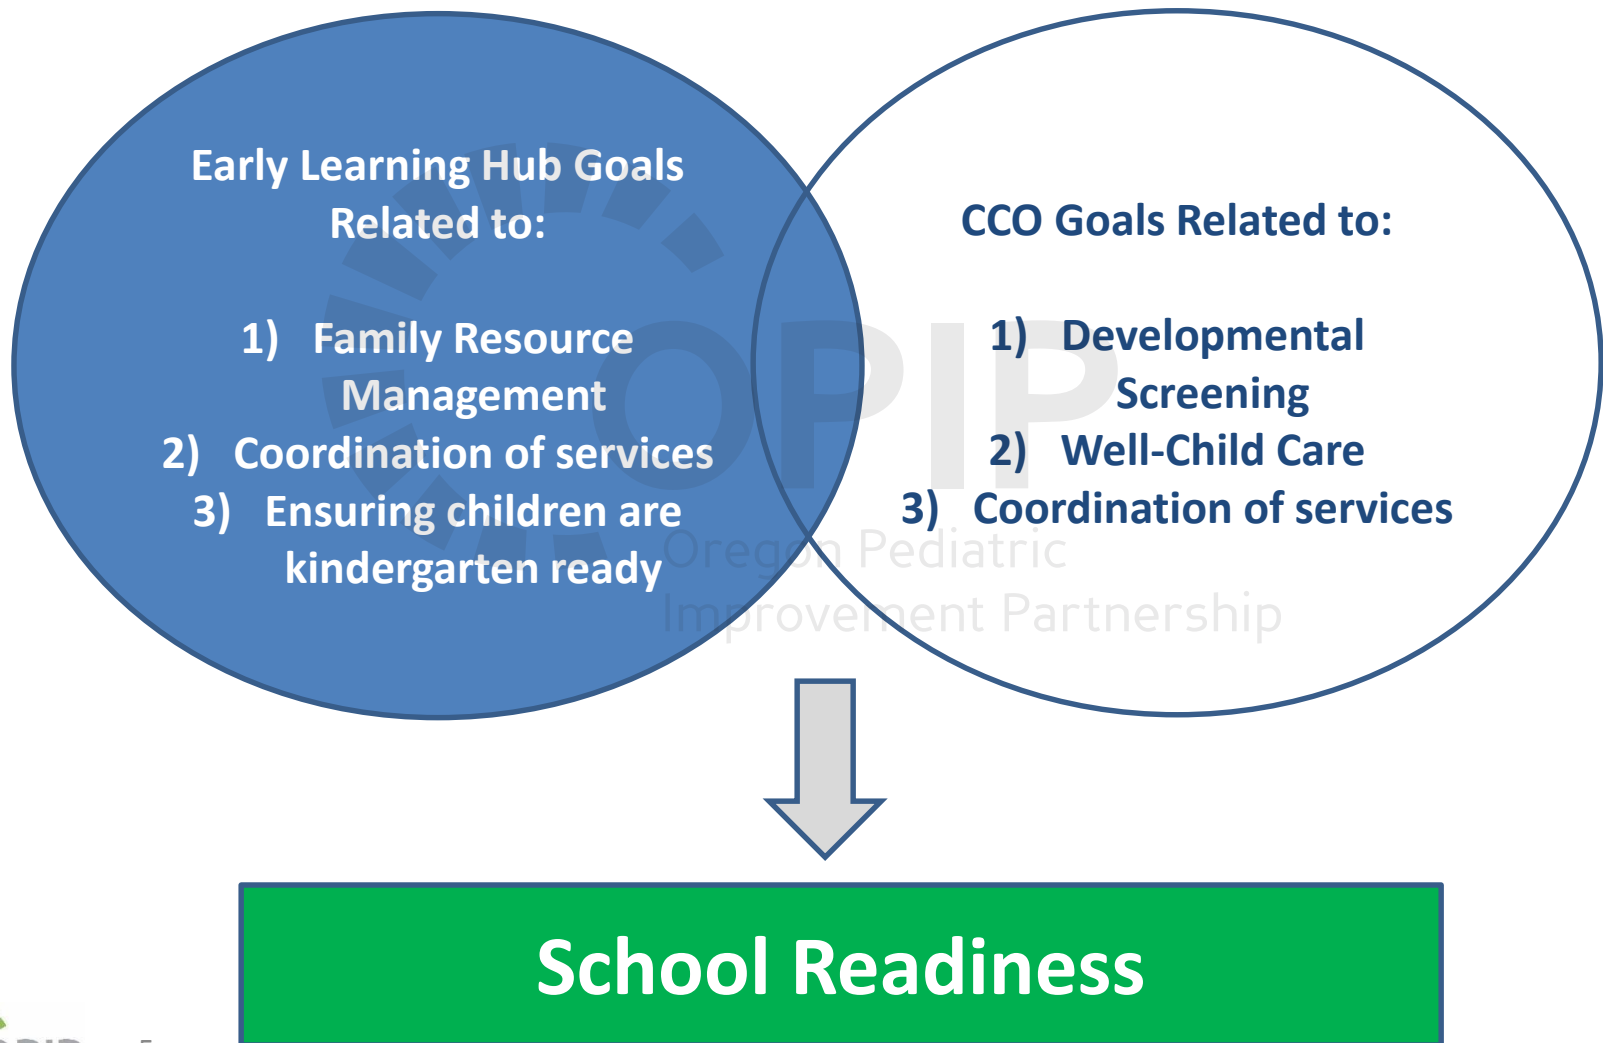 Early Learning Hub Goals
Related to:
1) Family Resource
Management
2) Coordination of services
3) Ensuring children are
kindergarten ready
CCO Goals Related to:
1) Developmental
Screening
2) Well-Child Care
3) Coordination of services
OPIP
Oregon Pediatric
Improvement Partnership
School Readiness